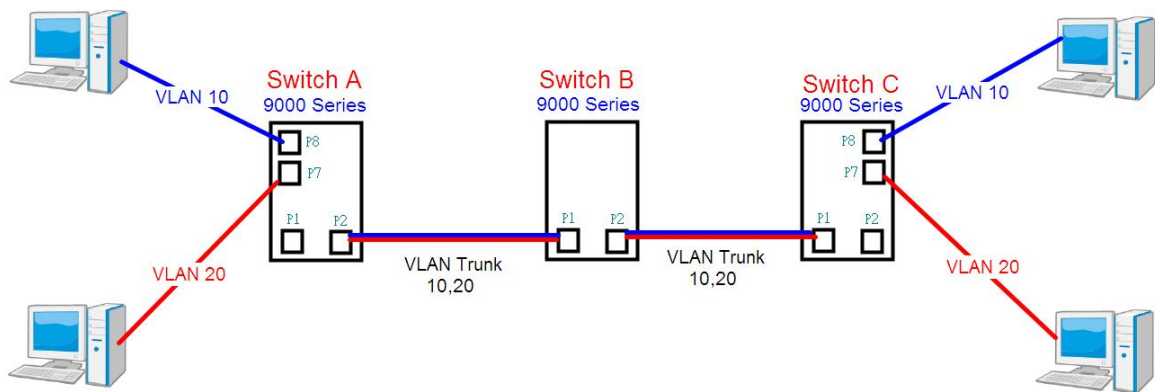 Switch A
9000 Series
Switch B
9000 Series
Switch C
9000 Series
VLAN 10
VLAN 10
P8
P8
P7
P7
P1
P2
P1
P2
P1
P2
VLAN 20
VLAN Trunk
10,20
VLAN Trunk
10,20
VLAN 20